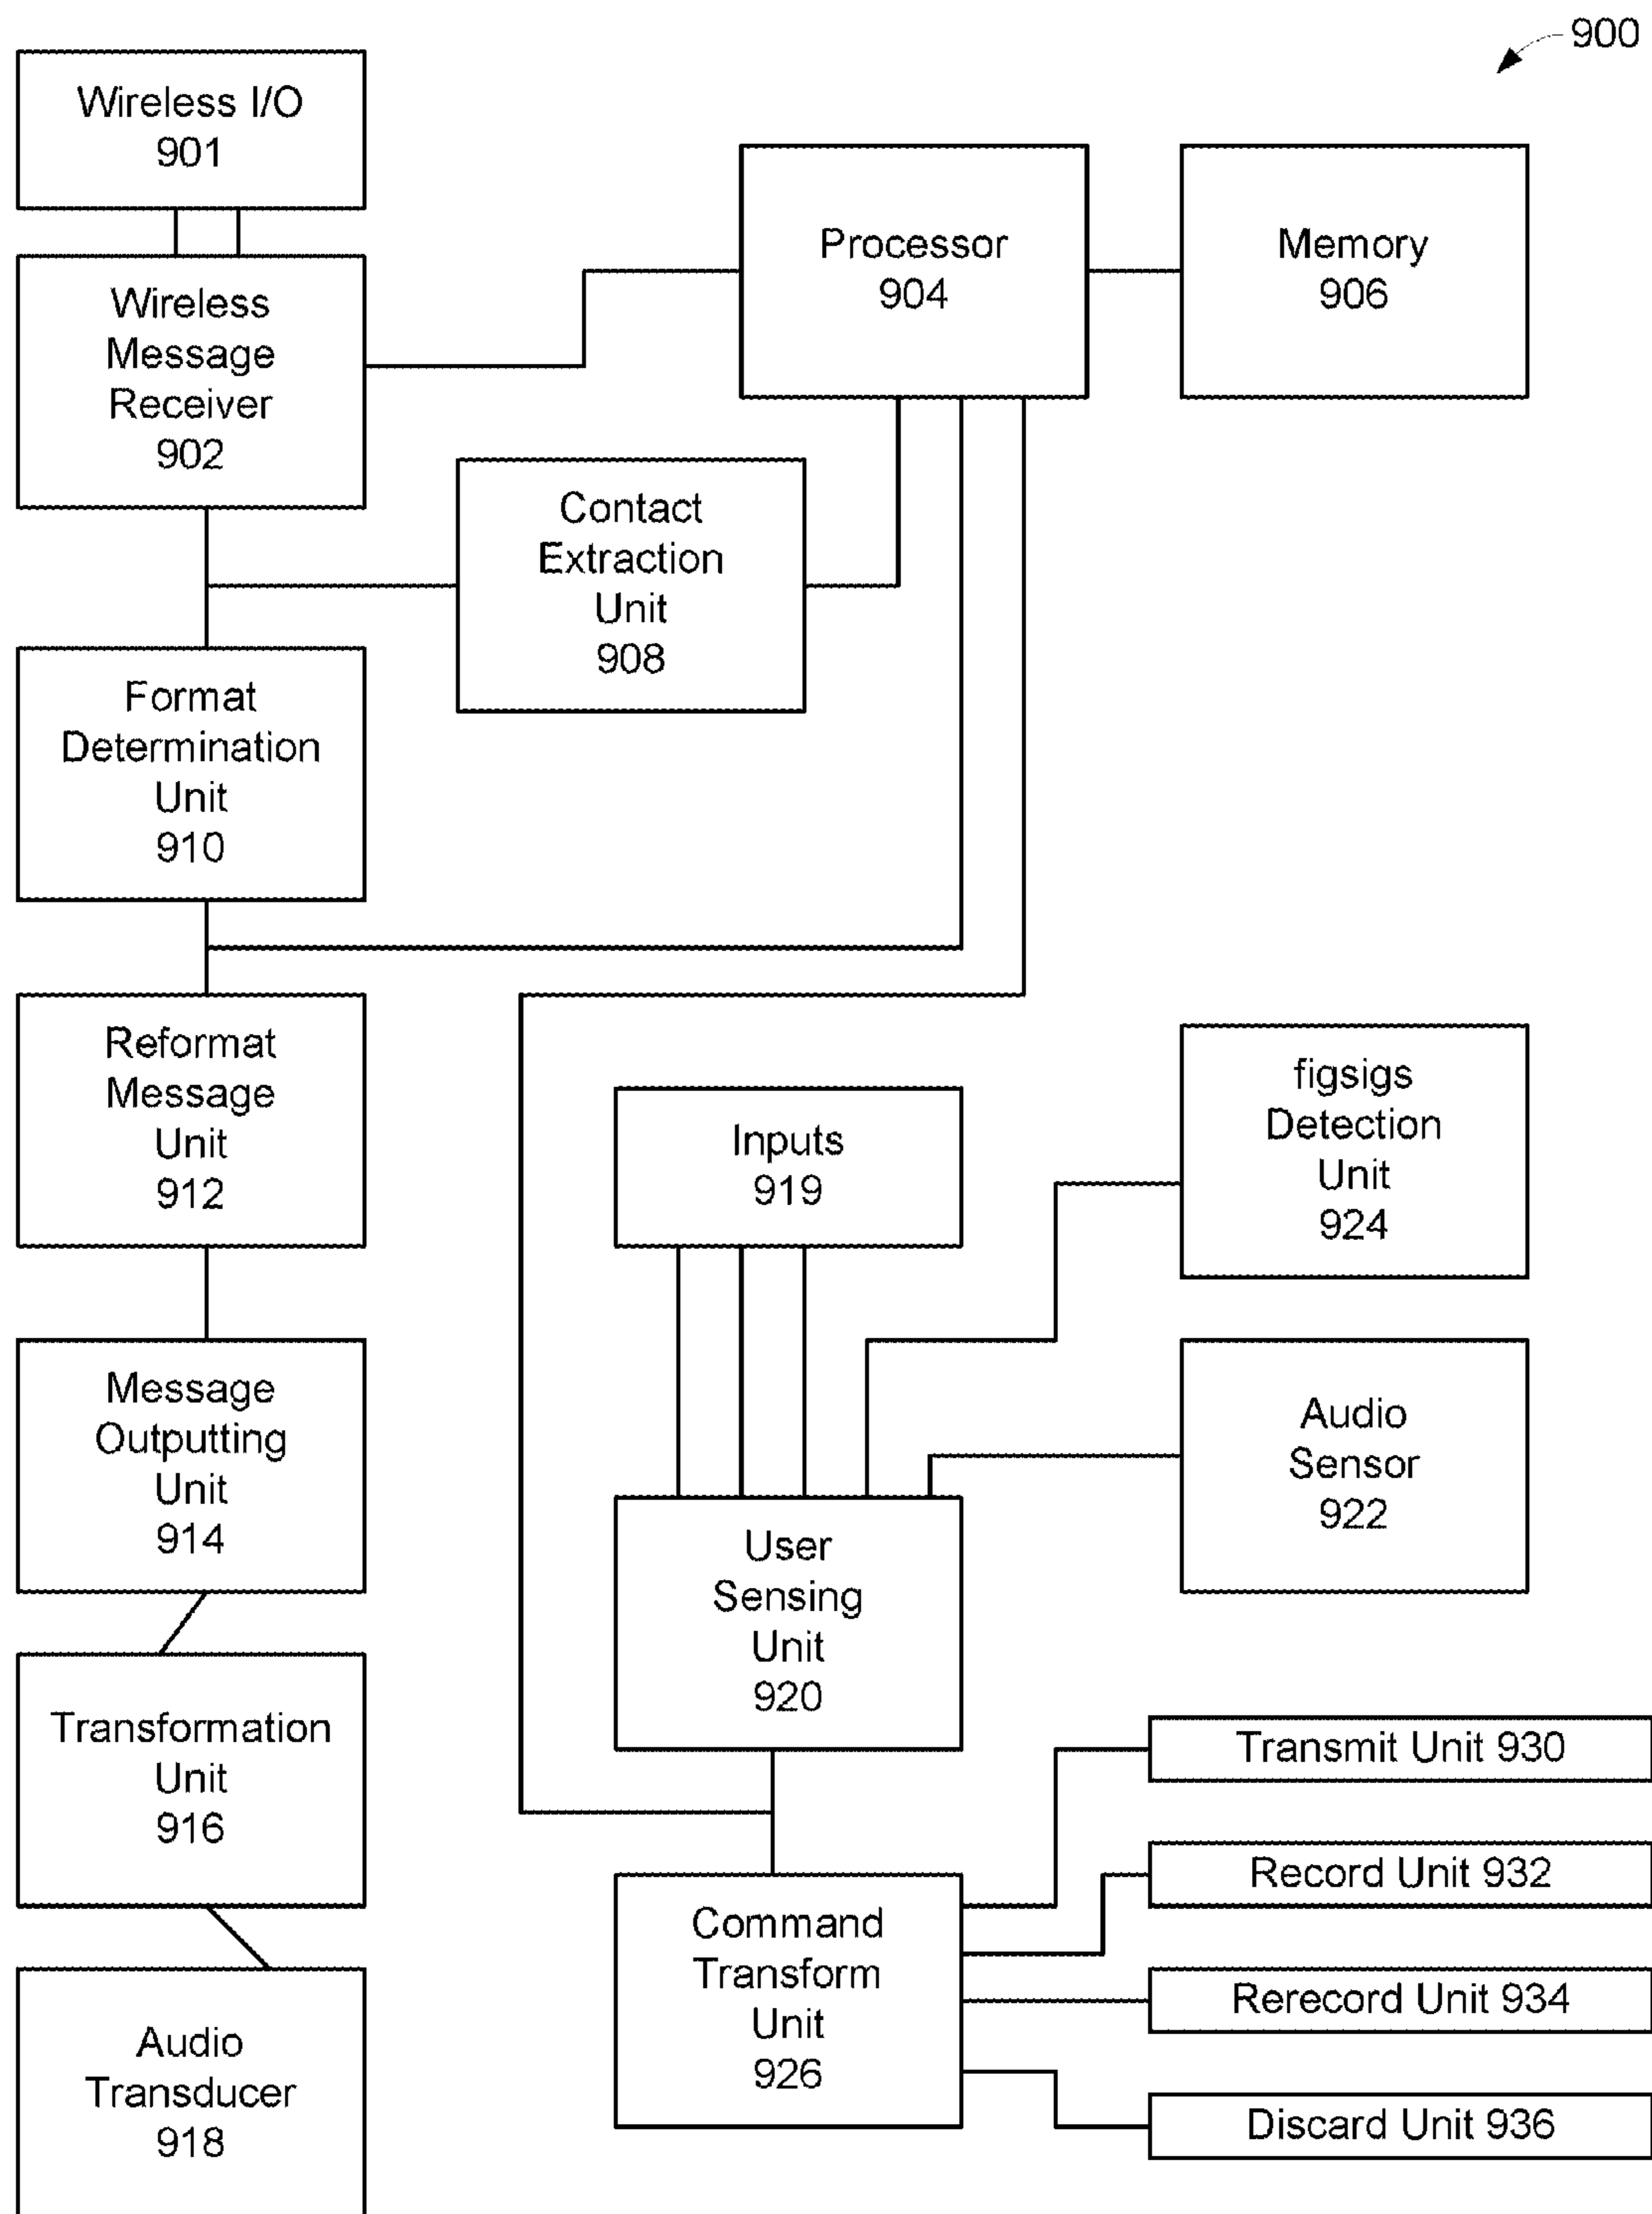 900
Wireless I/O
901
Wireless
Message
Receiver
902
Processor
904
Memory
906
Contact
Extraction
Unit
908
Format
Determination
Unit
910
Reformat
Message
Unit
912
Message
Outputting
Unit
914
Transformation
Unit
916
Audio
Transducer
918
Inputs
919
figsigs
Detection
Unit
924
Audio
Sensor
922
User
Sensing
Unit
920
Command
Transform
Unit
926
Transmit Unit 930
Record Unit 932
Rerecord Unit 934
Discard Unit 936